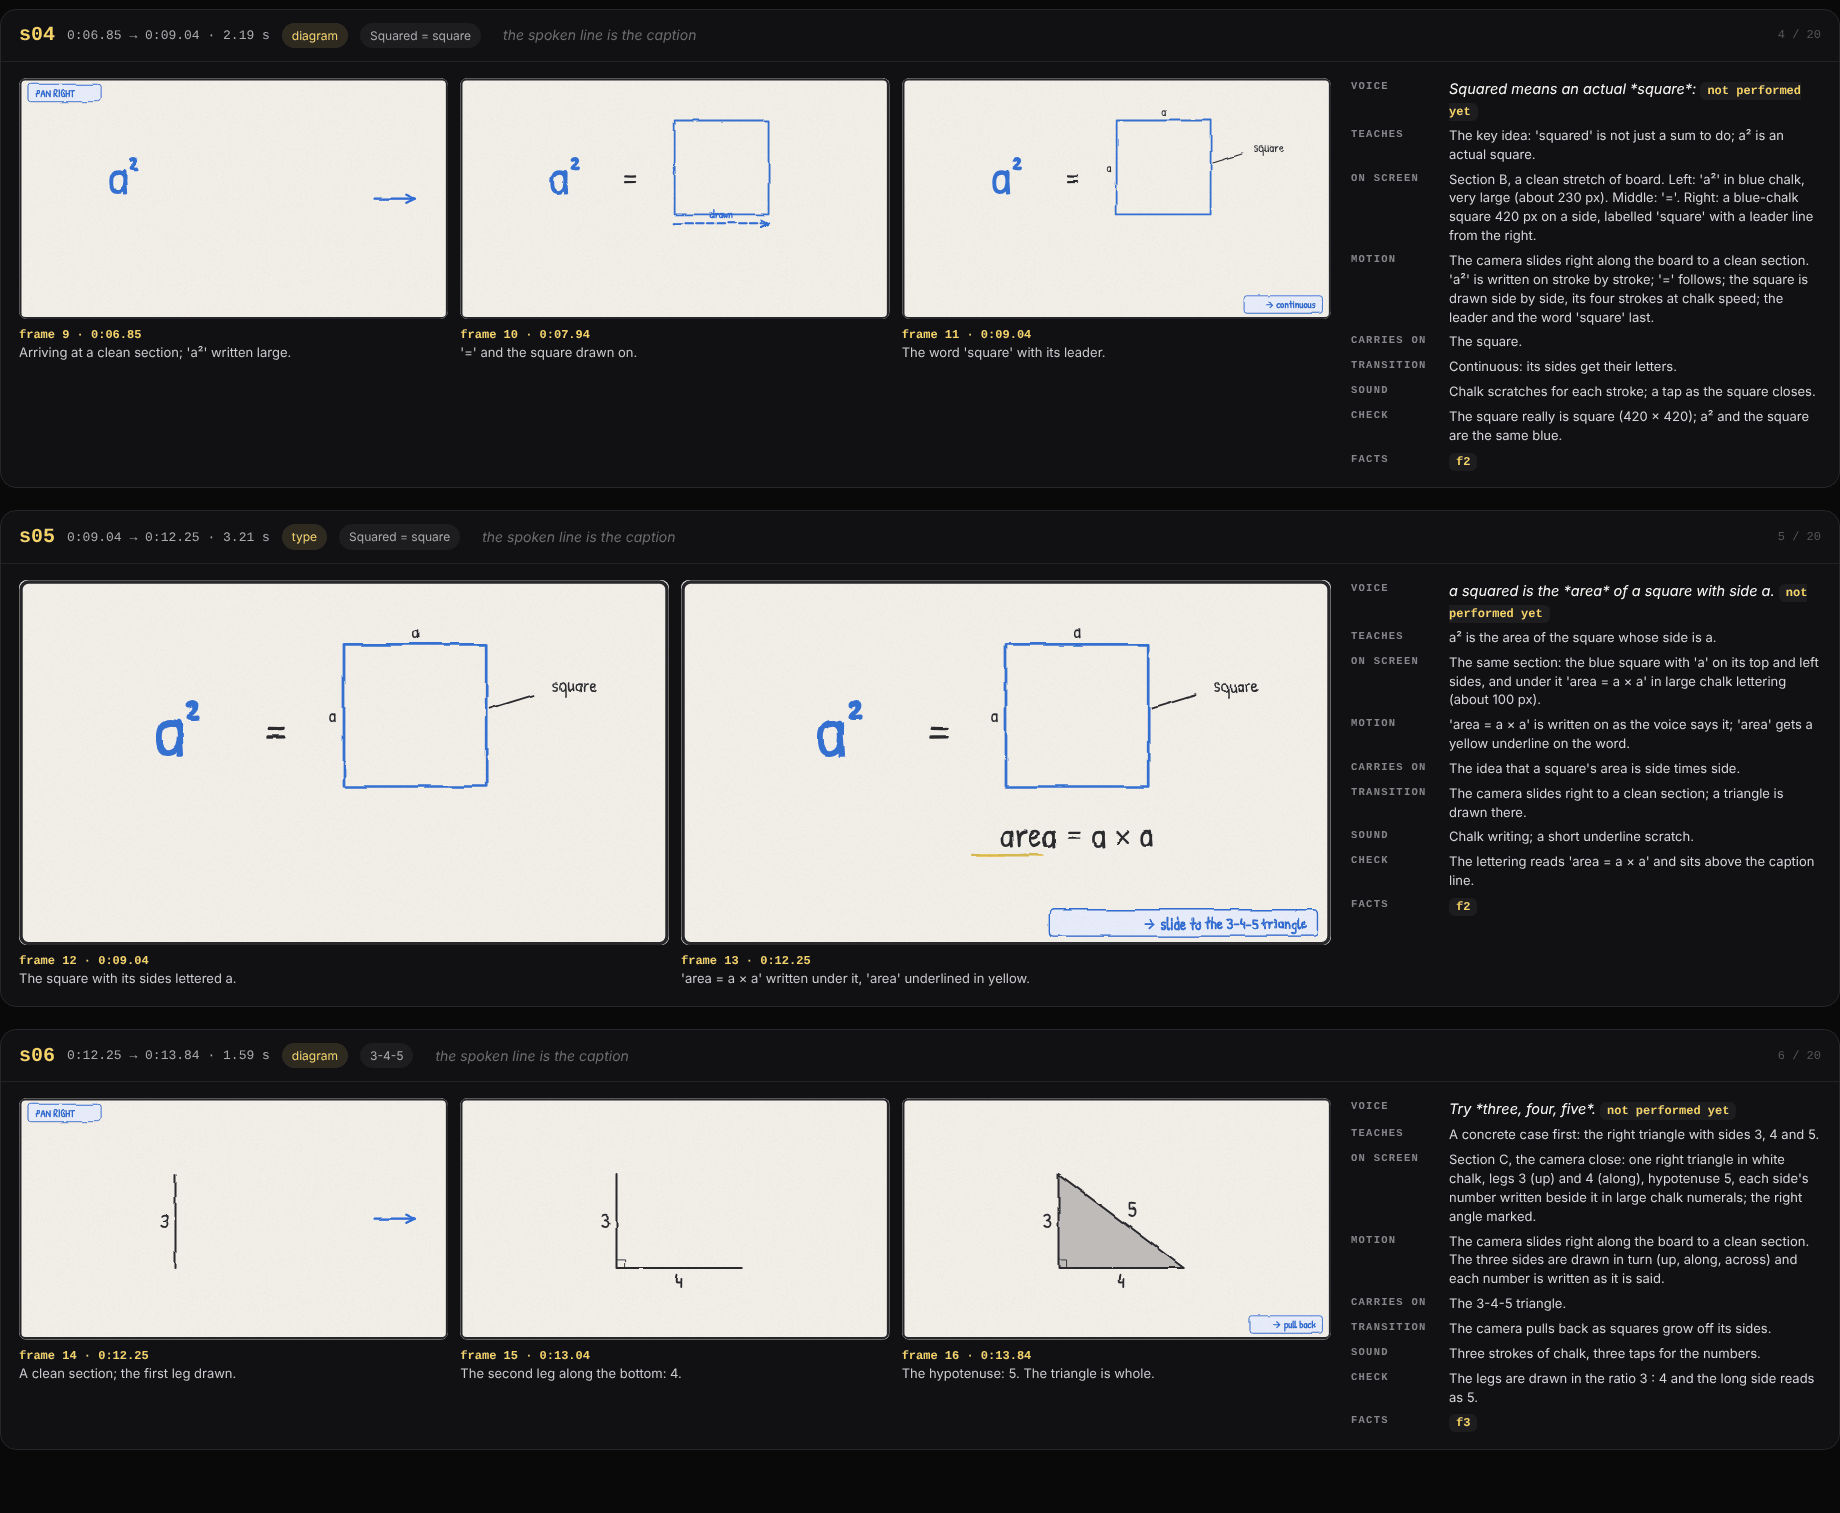 s04 0:06.85 → 0:09.04 · 2.19 s diagram Squared = square the spoken line is the caption 4 / 20
PAN RIGHT
a²
a² =
drawn
a² =
a
a
square
→ continuous
frame 9 · 0:06.85
Arriving at a clean section; 'a²' written large.
frame 10 · 0:07.94
'=' and the square drawn on.
frame 11 · 0:09.04
The word 'square' with its leader.
VOICE Squared means an actual *square*: not performed
yet
TEACHES The key idea: 'squared' is not just a sum to do; a² is an
actual square.
ON SCREEN Section B, a clean stretch of board. Left: 'a²' in blue chalk,
very large (about 230 px). Middle: '='. Right: a blue-chalk
square 420 px on a side, labelled 'square' with a leader line
from the right.
MOTION The camera slides right along the board to a clean section.
'a²' is written on stroke by stroke; '=' follows; the square is
drawn side by side, its four strokes at chalk speed; the
leader and the word 'square' last.
CARRIES ON The square.
TRANSITION Continuous: its sides get their letters.
SOUND Chalk scratches for each stroke; a tap as the square closes.
CHECK The square really is square (420 × 420); a² and the square
are the same blue.
FACTS f2
s05 0:09.04 → 0:12.25 · 3.21 s type Squared = square the spoken line is the caption 5 / 20
a² =
a
a
square
a² =
a
a
square
area = a × a
→ slide to the 3-4-5 triangle
frame 12 · 0:09.04
The square with its sides lettered a.
frame 13 · 0:12.25
'area = a × a' written under it, 'area' underlined in yellow.
VOICE a squared is the *area* of a square with side a. not
performed yet
TEACHES a² is the area of the square whose side is a.
ON SCREEN The same section: the blue square with 'a' on its top and left
sides, and under it 'area = a × a' in large chalk lettering
(about 100 px).
MOTION 'area = a × a' is written on as the voice says it; 'area' gets a
yellow underline on the word.
CARRIES ON The idea that a square's area is side times side.
TRANSITION The camera slides right to a clean section; a triangle is
drawn there.
SOUND Chalk writing; a short underline scratch.
CHECK The lettering reads 'area = a × a' and sits above the caption
line.
FACTS f2
s06 0:12.25 → 0:13.84 · 1.59 s diagram 3-4-5 the spoken line is the caption 6 / 20
PAN RIGHT
3
3
4
3
5
4
→ pull back
frame 14 · 0:12.25
A clean section; the first leg drawn.
frame 15 · 0:13.04
The second leg along the bottom: 4.
frame 16 · 0:13.84
The hypotenuse: 5. The triangle is whole.
VOICE Try *three, four, five*. not performed yet
TEACHES A concrete case first: the right triangle with sides 3, 4 and 5.
ON SCREEN Section C, the camera close: one right triangle in white
chalk, legs 3 (up) and 4 (along), hypotenuse 5, each side's
number written beside it in large chalk numerals; the right
angle marked.
MOTION The camera slides right along the board to a clean section.
The three sides are drawn in turn (up, along, across) and
each number is written as it is said.
CARRIES ON The 3-4-5 triangle.
TRANSITION The camera pulls back as squares grow off its sides.
SOUND Three strokes of chalk, three taps for the numbers.
CHECK The legs are drawn in the ratio 3 : 4 and the long side reads
as 5.
FACTS f3